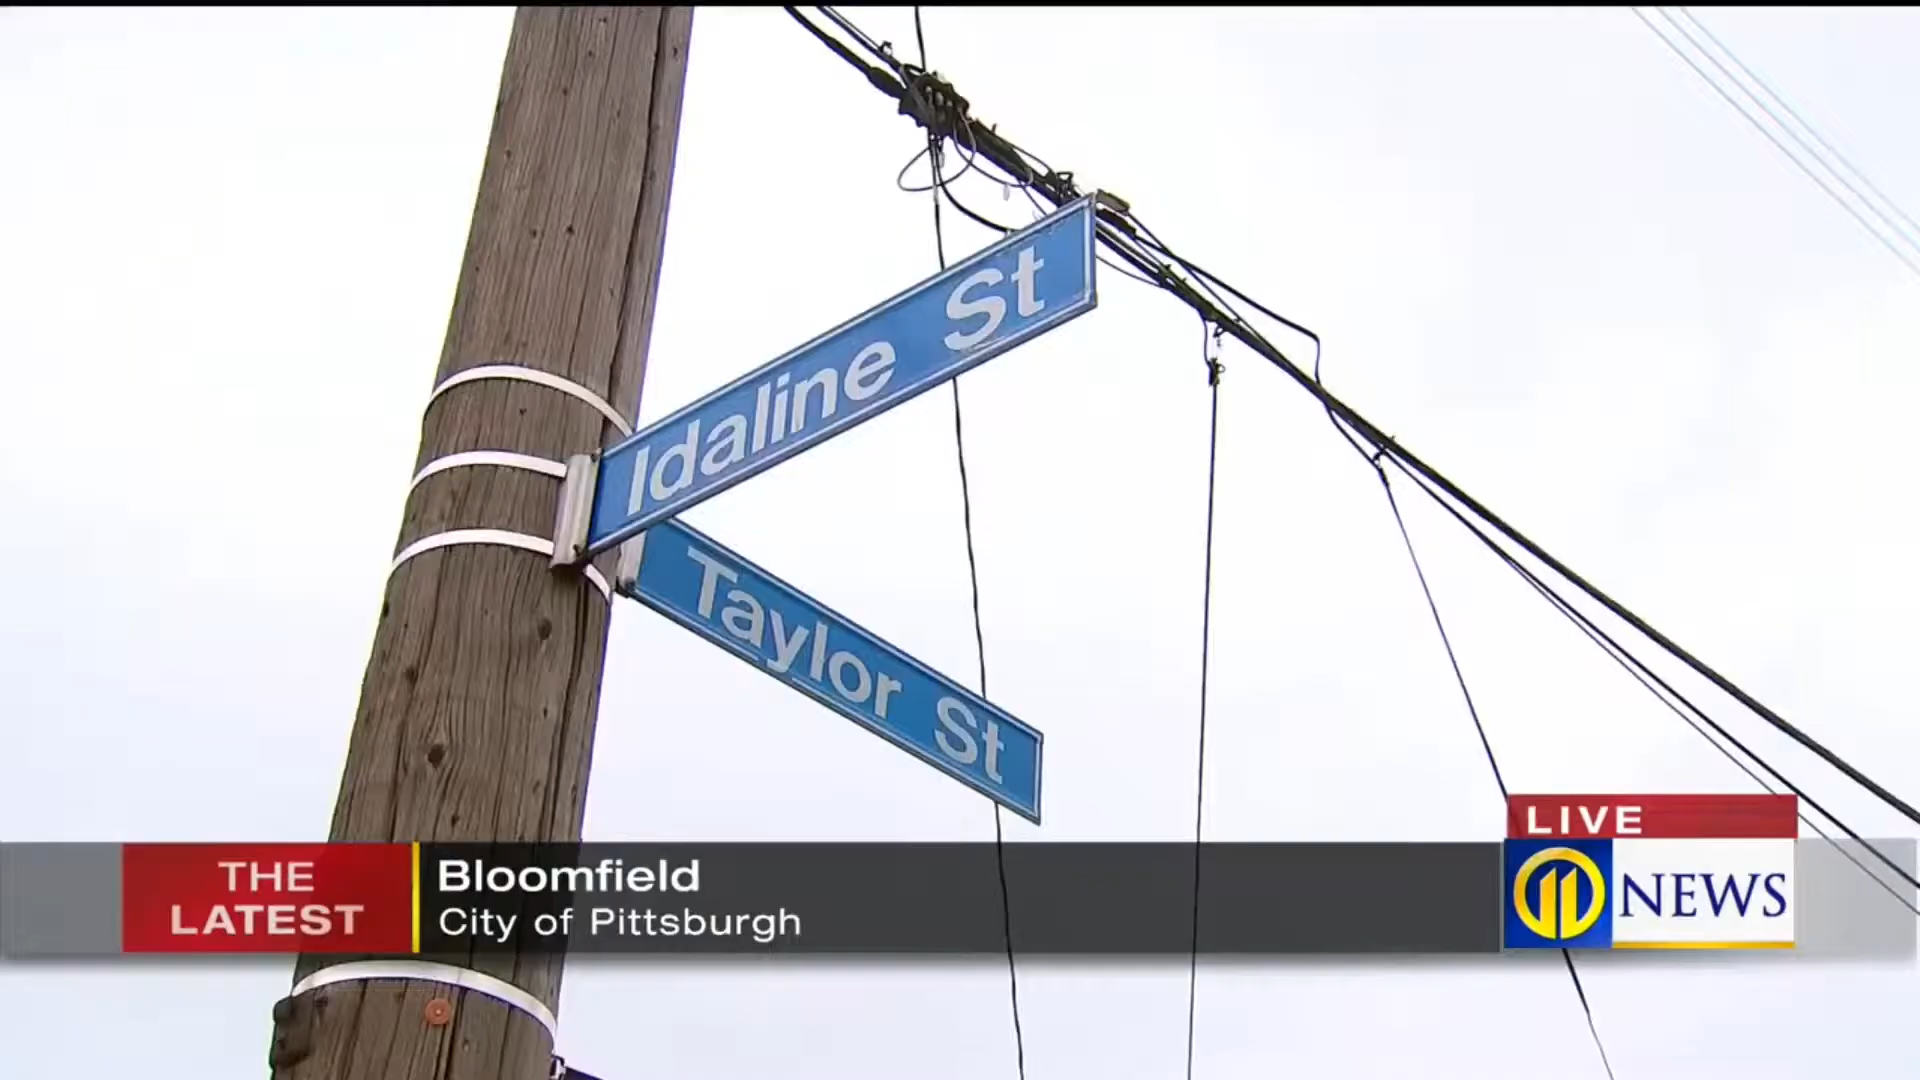 Idaline St
Taylor St
LIVE
THE
LATEST
Bloomfield
City of Pittsburgh
11 NEWS